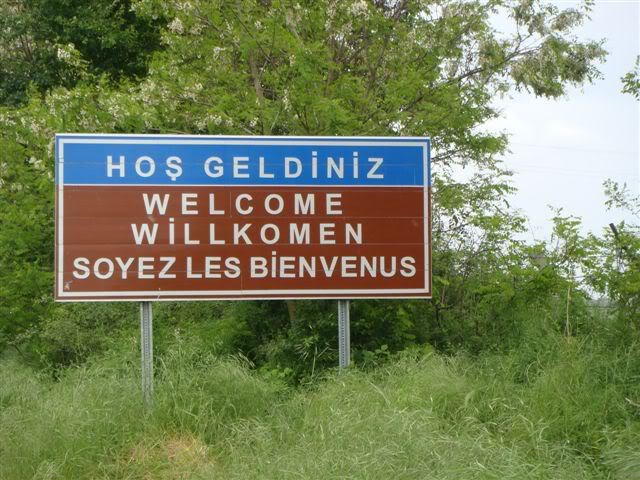 HOŞ GELDİNİZ
WELCOME
WİLLKOMEN
SOYEZ LES BİENVENUS